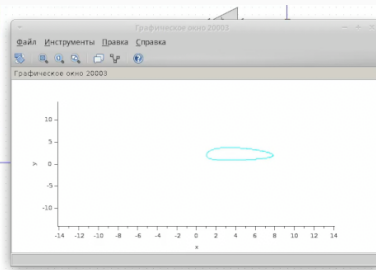 Графическое окно 20003
Файл Инструменты Правка Справка
Графическое окно 20003
10
5
y 0
-5
-10
-14 -12 -10 -8 -6 -4 -2 0 2 4 6 8 10 12 14
x